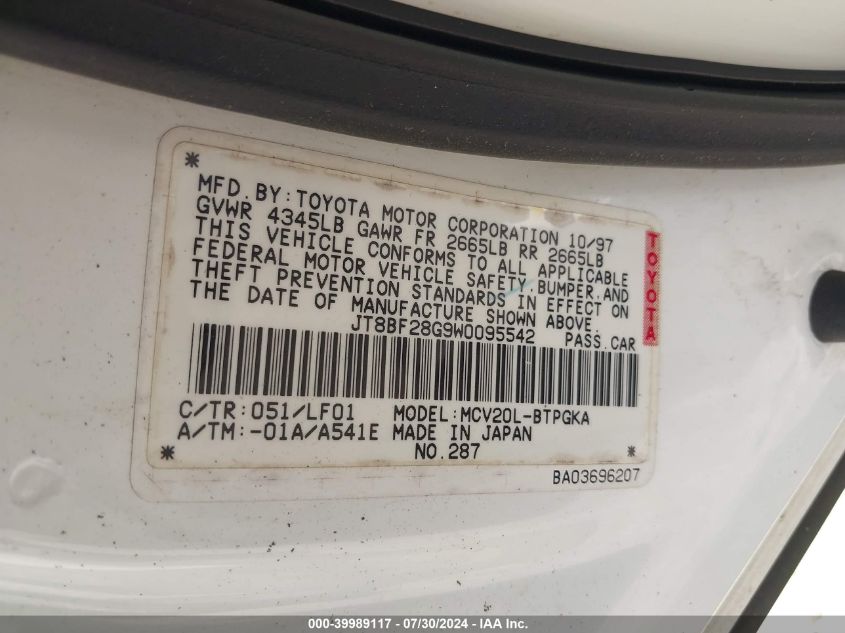 * 
MFD. BY: TOYOTA MOTOR CORPORATION 10/97
GVWR 4345LB GAWR FR 2665LB RR 2665LB
THIS VEHICLE CONFORMS TO ALL APPLICABLE
FEDERAL MOTOR VEHICLE SAFETY, BUMPER, AND
THEFT PREVENTION STANDARDS IN EFFECT ON
THE DATE OF MANUFACTURE SHOWN ABOVE.
JT8BF28G9W0095542 PASS. CAR
TOYOTA
C/TR: 051/LF01 MODEL: MCV20L-BTPGKA
A/TM: -01A/A541E MADE IN JAPAN
* NO. 287 *
BA03696207
000-39989117 - 07/30/2024 - IAA Inc.